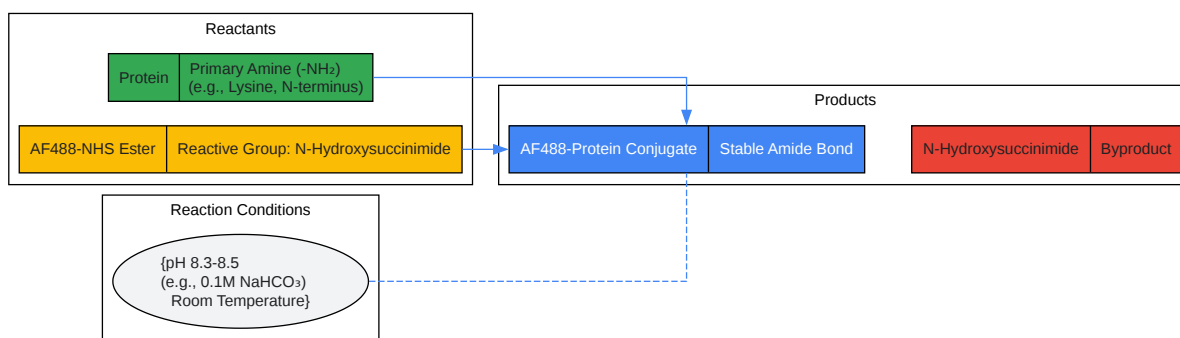 Reactants
Protein
Primary Amine (-NH₂)
(e.g., Lysine, N-terminus)
AF488-NHS Ester
Reactive Group: N-Hydroxysuccinimide
Products
AF488-Protein Conjugate
Stable Amide Bond
N-Hydroxysuccinimide
Byproduct
Reaction Conditions
{pH 8.3-8.5
(e.g., 0.1M NaHCO₃)
Room Temperature}